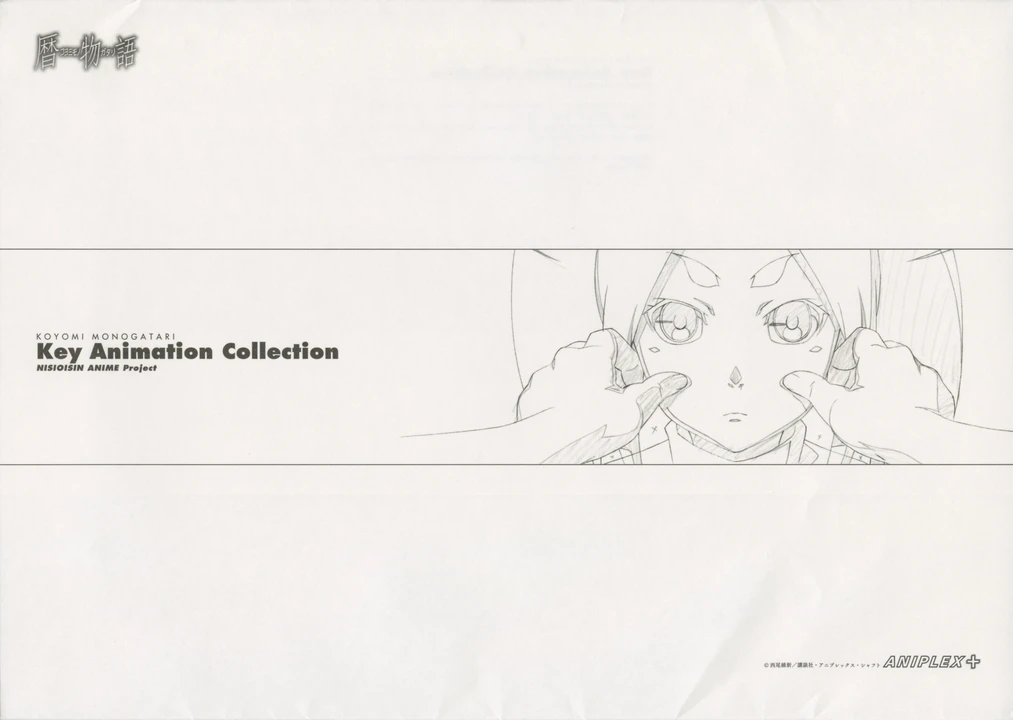 暦物語
KOYOMI MONOGATARI
Key Animation Collection
NISIOISIN ANIME Project
©西尾維新／講談社・アニプレックス・シャフト
ANIPLEX+